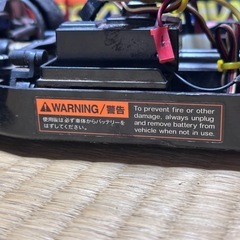 ⚠WARNING/警告
使用後は必ず車体からバッテリーを
はずしてください。
To prevent fire or other
damage, always unplug
and remove battery from
vehicle when not in use.